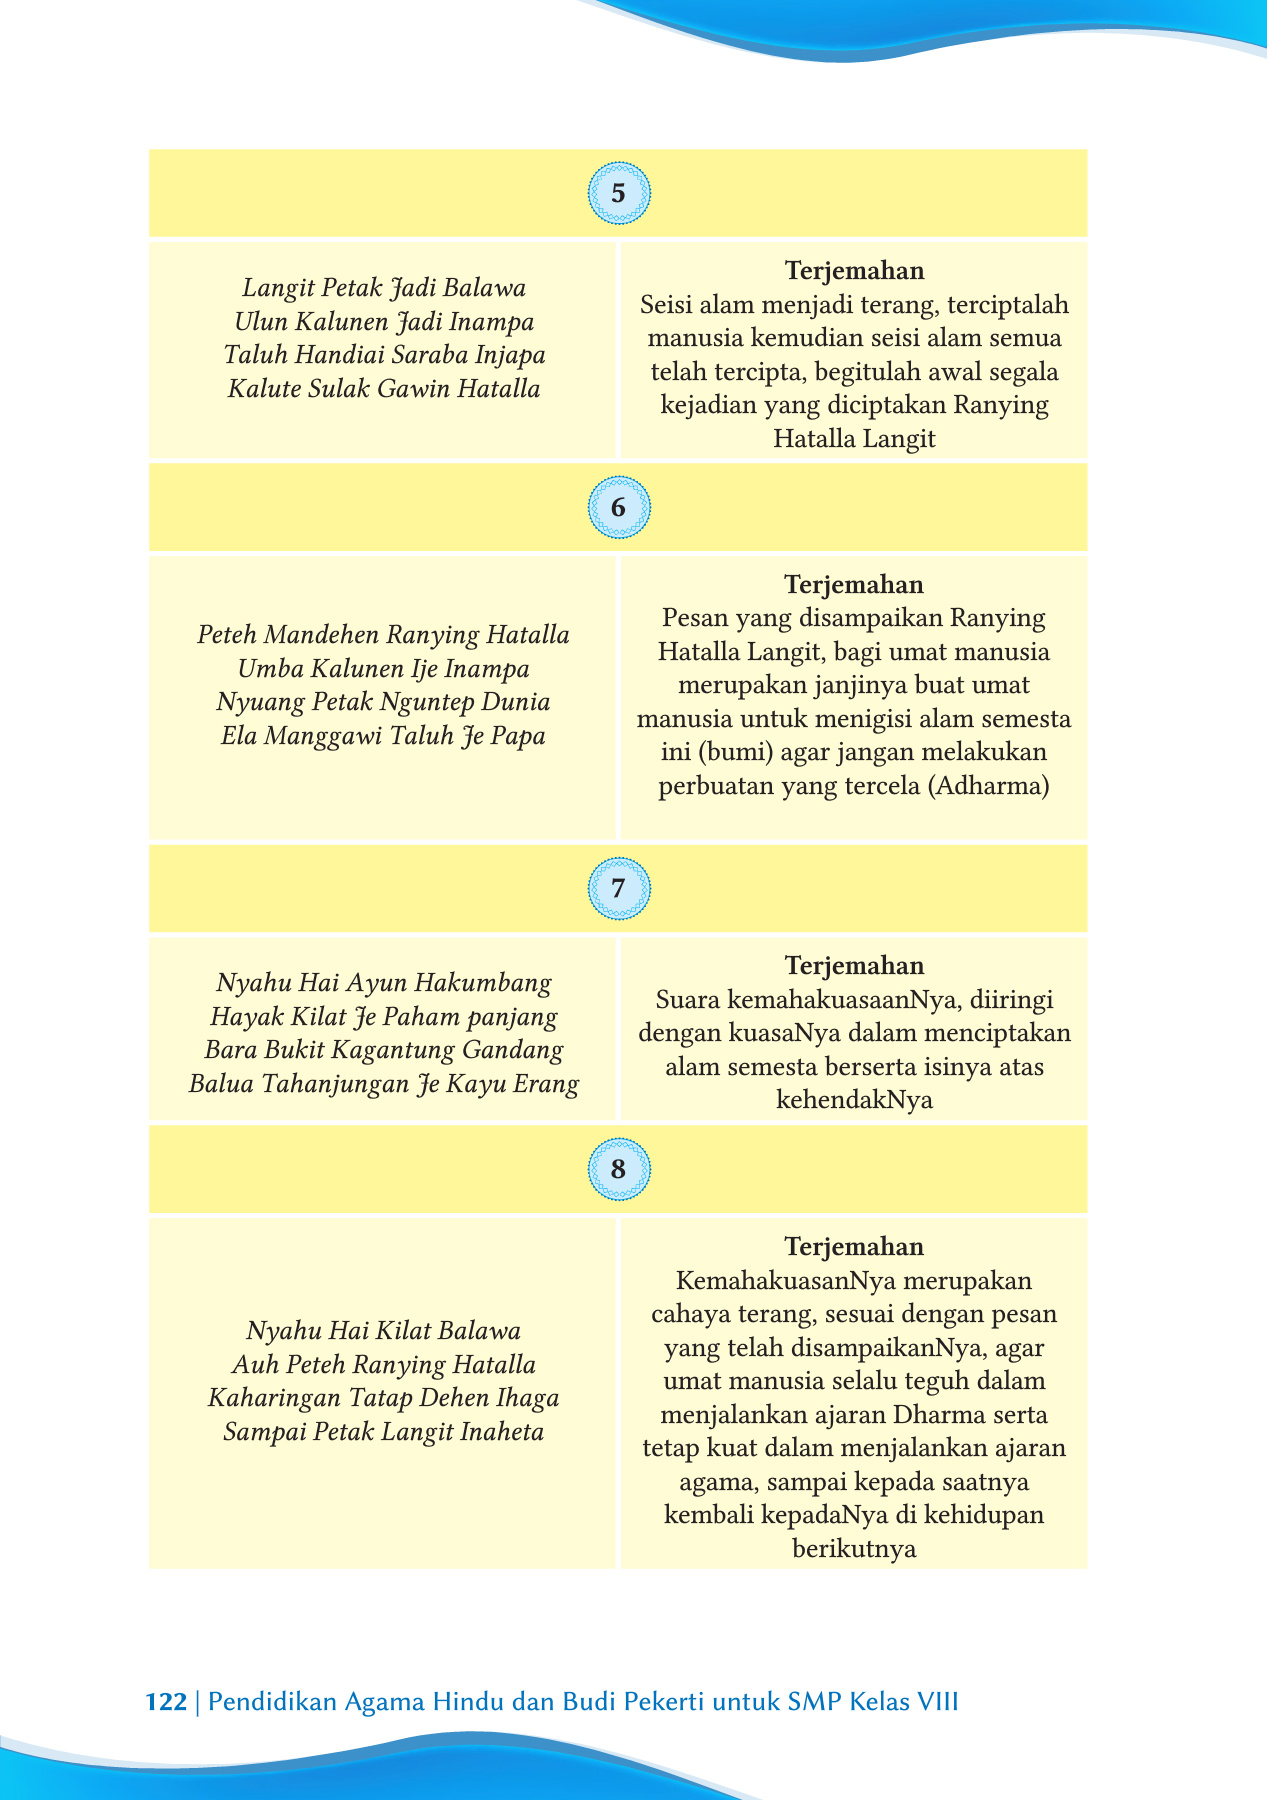 5
Langit Petak Jadi Balawa
Ulun Kalunen Jadi Inampa
Taluh Handiai Saraba Injapa
Kalute Sulak Gawin Hatalla
Terjemahan
Seisi alam menjadi terang, terciptalah
manusia kemudian seisi alam semua
telah tercipta, begitulah awal segala
kejadian yang diciptakan Ranying
Hatalla Langit
6
Peteh Mandehen Ranying Hatalla
Umba Kalunen Ije Inampa
Nyuang Petak Nguntep Dunia
Ela Manggawi Taluh Je Papa
Terjemahan
Pesan yang disampaikan Ranying
Hatalla Langit, bagi umat manusia
merupakan janjinya buat umat
manusia untuk menigisi alam semesta
ini (bumi) agar jangan melakukan
perbuatan yang tercela (Adharma)
7
Nyahu Hai Ayun Hakumbang
Hayak Kilat Je Paham panjang
Bara Bukit Kagantung Gandang
Balua Tahanjungan Je Kayu Erang
Terjemahan
Suara kemahakuasaanNya, diiringi
dengan kuasaNya dalam menciptakan
alam semesta berserta isinya atas
kehendakNya
8
Nyahu Hai Kilat Balawa
Auh Peteh Ranying Hatalla
Kaharingan Tatap Dehen Ihaga
Sampai Petak Langit Inaheta
Terjemahan
KemahakuasanNya merupakan
cahaya terang, sesuai dengan pesan
yang telah disampaikanNya, agar
umat manusia selalu teguh dalam
menjalankan ajaran Dharma serta
tetap kuat dalam menjalankan ajaran
agama, sampai kepada saatnya
kembali kepadaNya di kehidupan
berikutnya
122 | Pendidikan Agama Hindu dan Budi Pekerti untuk SMP Kelas VIII